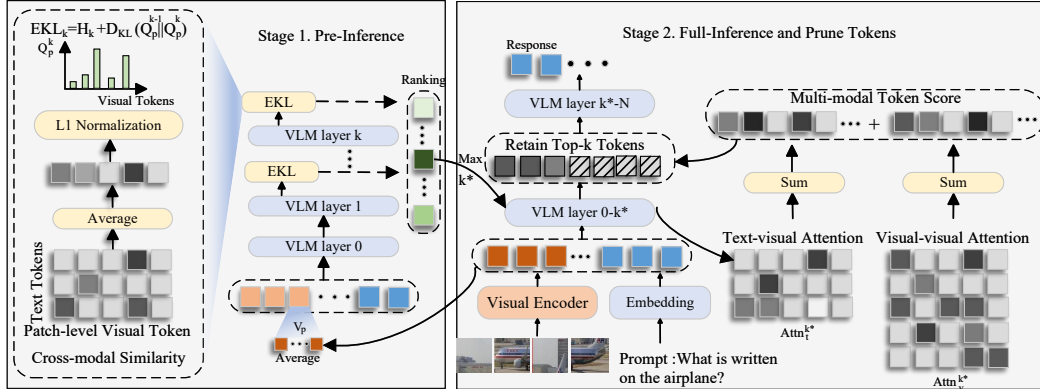 EKL_k=H_k+D_KL(Q_p^k-1||Q_p^k)
Q_p^k
Visual Tokens
L1 Normalization
Average
Text Tokens
Patch-level Visual Token
Cross-modal Similarity
Stage 1. Pre-Inference
Ranking
EKL
VLM layer k
EKL
VLM layer 1
VLM layer 0
V_p
Average
Stage 2. Full-Inference and Prune Tokens
Response
VLM layer k*-N
Retain Top-k Tokens
Max
k*
VLM layer 0-k*
Visual Encoder
Embedding
Prompt :What is written
on the airplane?
Multi-modal Token Score
+
Sum
Sum
Text-visual Attention
Visual-visual Attention
Attn_t^k*
Attn_v^k*